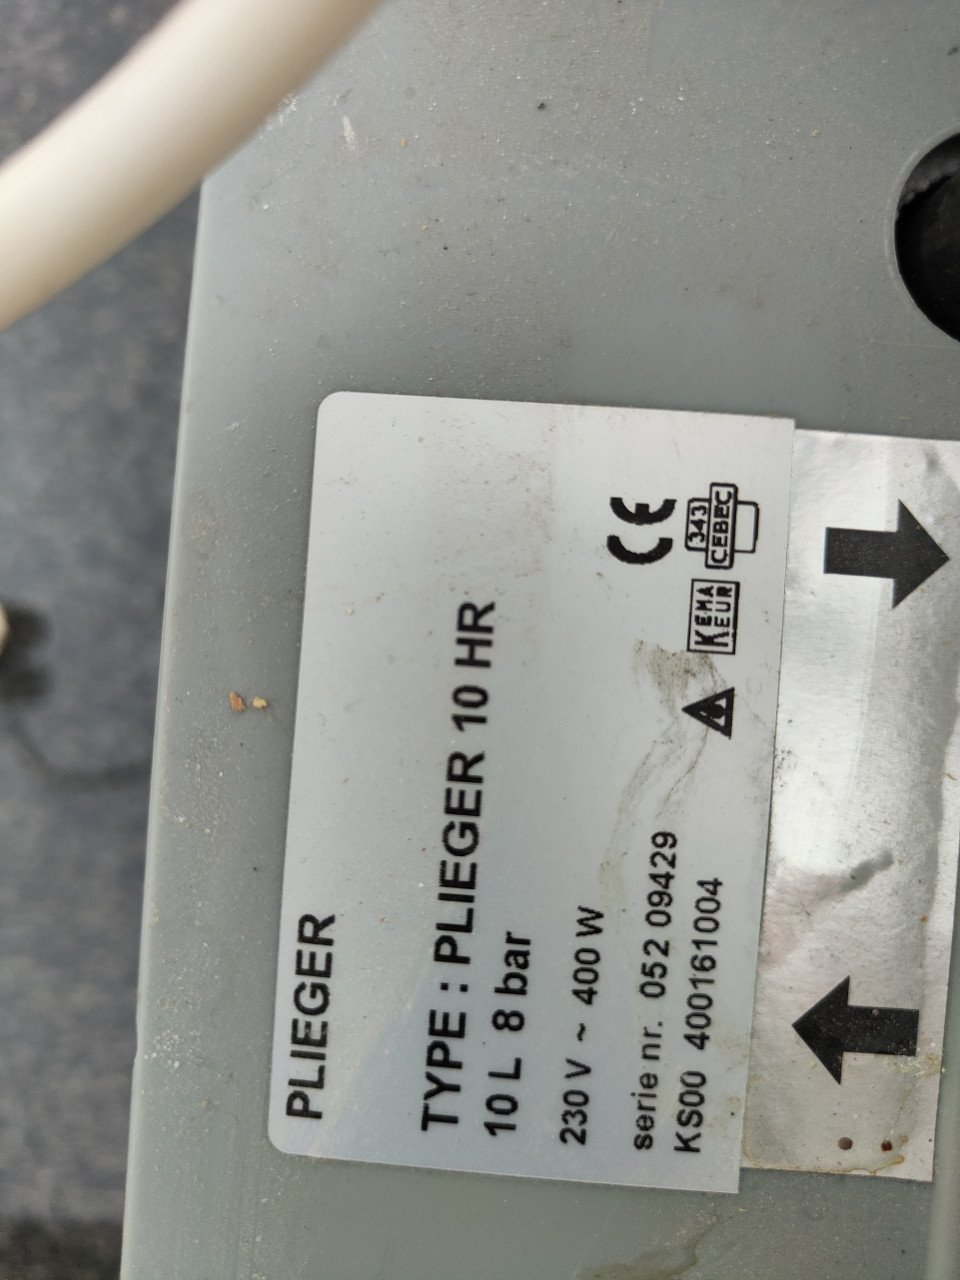 PLIEGER
TYPE : PLIEGER 10 HR
10 L 8 bar
230 V ~ 400 W
serie nr. 052 09429
KS00 400161004
KEMA
KEUR
343
CEBEC
CE